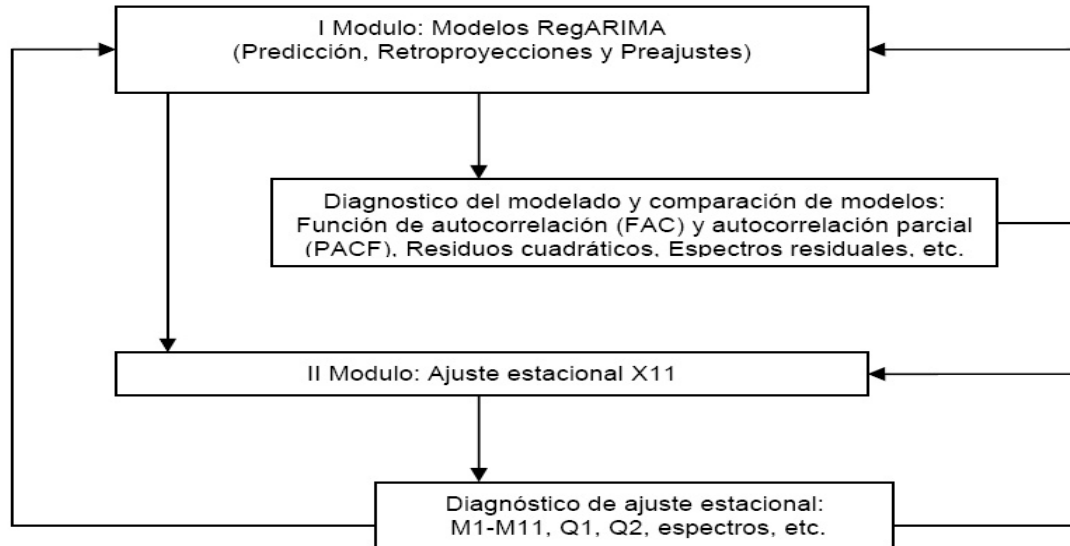 I Modulo: Modelos RegARIMA
(Predicción, Retroproyecciones y Preajustes)
Diagnostico del modelado y comparación de modelos:
Función de autocorrelación (FAC) y autocorrelación parcial
(PACF), Residuos cuadráticos, Espectros residuales, etc.
II Modulo: Ajuste estacional X11
Diagnóstico de ajuste estacional:
M1-M11, Q1, Q2, espectros, etc.